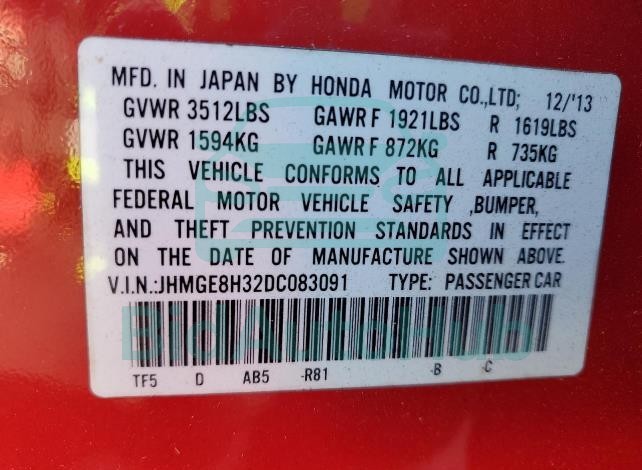 MFD. IN JAPAN BY HONDA MOTOR CO.,LTD; 12/'13
GVWR 3512LBS GAWR F 1921LBS R 1619LBS
GVWR 1594KG GAWR F 872KG R 735KG
THIS VEHICLE CONFORMS TO ALL APPLICABLE
FEDERAL MOTOR VEHICLE SAFETY ,BUMPER,
AND THEFT PREVENTION STANDARDS IN EFFECT
ON THE DATE OF MANUFACTURE SHOWN ABOVE.
V.I.N.:JHMGE8H32DC083091 TYPE: PASSENGER CAR
BidAutohub
TF5 D AB5 -R81 -B -C